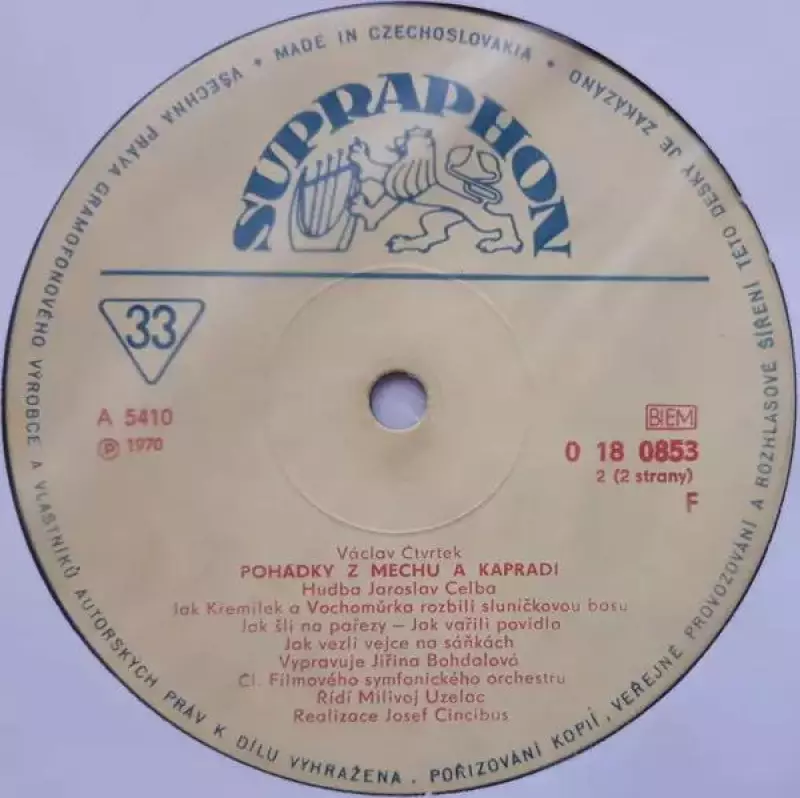 VŠECHNA PRÁVA GRAMOFONOVÉHO VÝROBCE A VLASTNÍKŮ AUTORSKÝCH PRÁV K DÍLU VYHRAŽENA . POŘIZOVÁNÍ KOPIÍ, VEŘEJNÉ PROVOZOVÁNÍ A ROZHLASOVÉ ŠÍŘENÍ TÉTO DESKY JE ZAKÁZÁNO • MADE IN CZECHOSLOVAKIA •
SUPRAPHON
33
A 5410
℗ 1970
BIEM
0 18 0853
2 (2 strany)
F
Václav Čtvrtek
POHÁDKY Z MECHU A KAPRADÍ
Hudba Jaroslav Celba
Jak Křemílek a Vochomůrka rozbili sluníčkovou basu
Jak šli na pařezy – Jak vařili povidla
Jak vezli vejce na sáňkách
Vypravuje Jiřina Bohdalová
Čl. Filmového symfonického orchestru
Řídí Milivoj Uzelac
Realizace Josef Cincibus